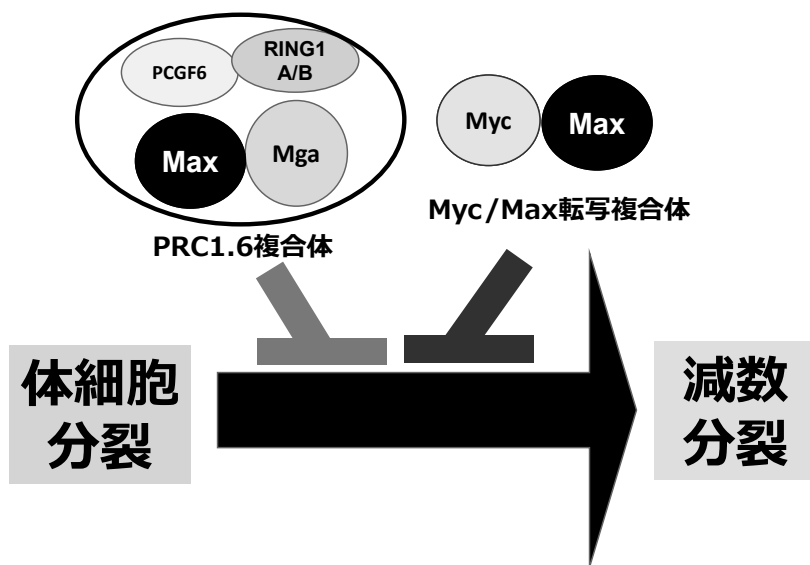 PCGF6
RING1
A/B
Max
Mga
Myc
Max
PRC1.6複合体
Myc/Max転写複合体
体細胞
分裂
減数
分裂